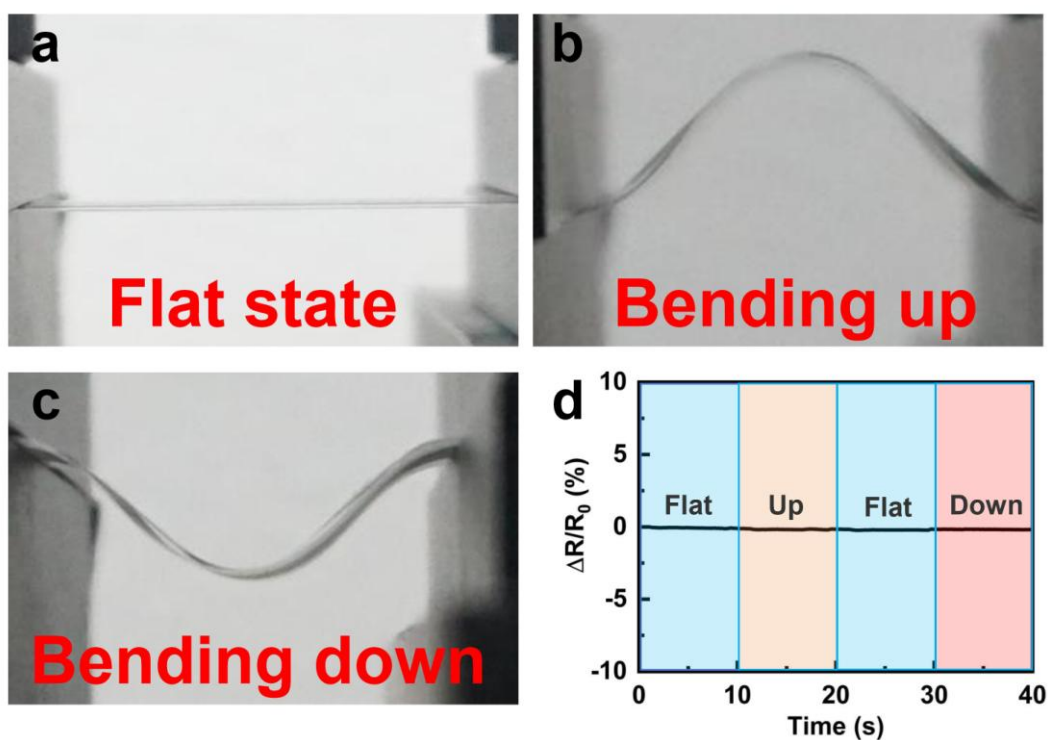 a
Flat state
b
Bending up
c
Bending down
d
10
5
0
-5
-10
ΔR/R₀ (%)
Flat
Up
Flat
Down
0
10
20
30
40
Time (s)